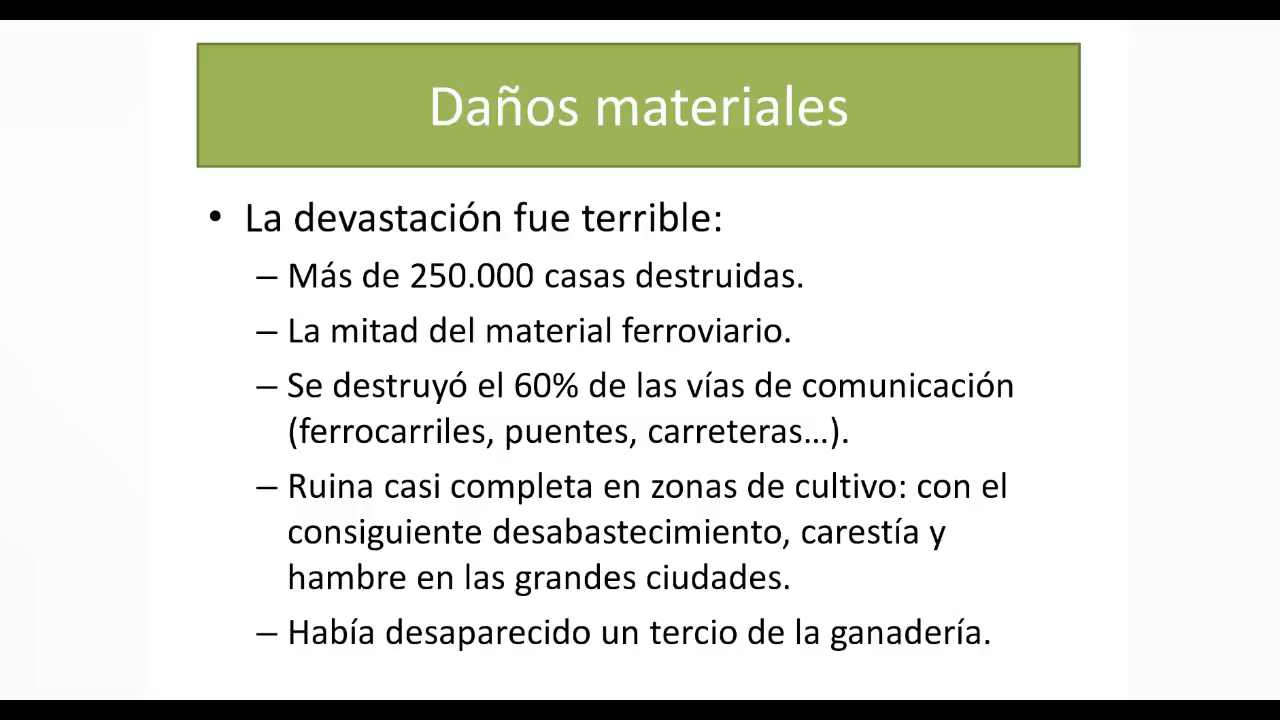 Daños materiales
• La devastación fue terrible:
– Más de 250.000 casas destruidas.
– La mitad del material ferroviario.
– Se destruyó el 60% de las vías de comunicación
(ferrocarriles, puentes, carreteras…).
– Ruina casi completa en zonas de cultivo: con el
consiguiente desabastecimiento, carestía y
hambre en las grandes ciudades.
– Había desaparecido un tercio de la ganadería.